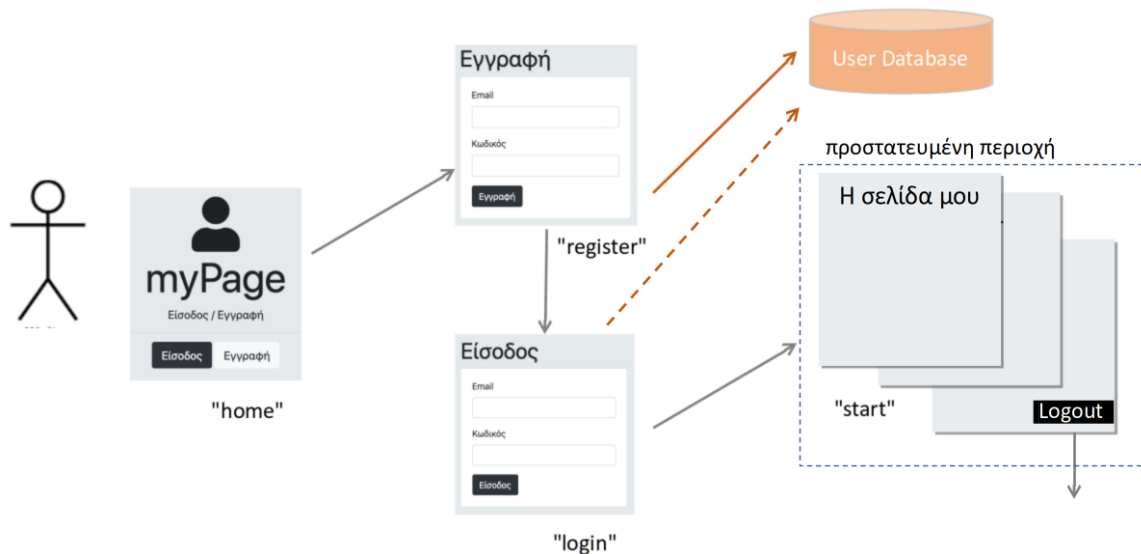 Εγγραφή
Email
Κωδικός
Εγγραφή
"register"
User Database
προστατευμένη περιοχή
Η σελίδα μου
"start"
Logout
myPage
Είσοδος / Εγγραφή
Είσοδος Εγγραφή
"home"
Είσοδος
Email
Κωδικός
Είσοδος
"login"